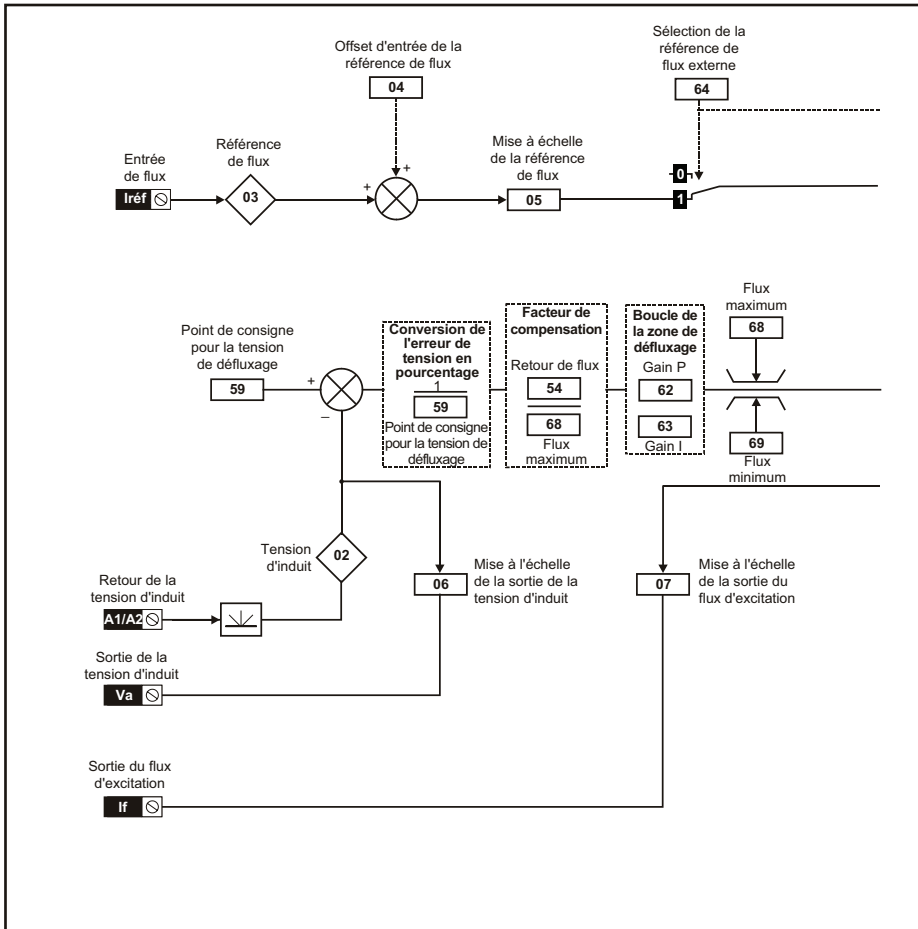 Offset d'entrée de la
référence de flux
04
Sélection de la
référence de
flux externe
64
Entrée
de flux
Iréf
Référence
de flux
03
+
+
Mise à échelle
de la référence
de flux
05
0
1
Point de consigne
pour la tension
de défluxage
59
+
–
Conversion de
l'erreur de
tension en
pourcentage
1
59
Point de consigne
pour la tension de
défluxage
Facteur de
compensation
Retour de flux
54
68
Flux
maximum
Boucle de
la zone de
défluxage
Gain P
62
63
Gain I
Flux
maximum
68
69
Flux
minimum
Tension
d'induit
02
Retour de la
tension d'induit
A1/A2
06
Mise à l'échelle
de la sortie de la
tension d'induit
07
Mise à l'échelle
de la sortie du
flux d'excitation
Sortie de la
tension d'induit
Va
Sortie du flux
d'excitation
If